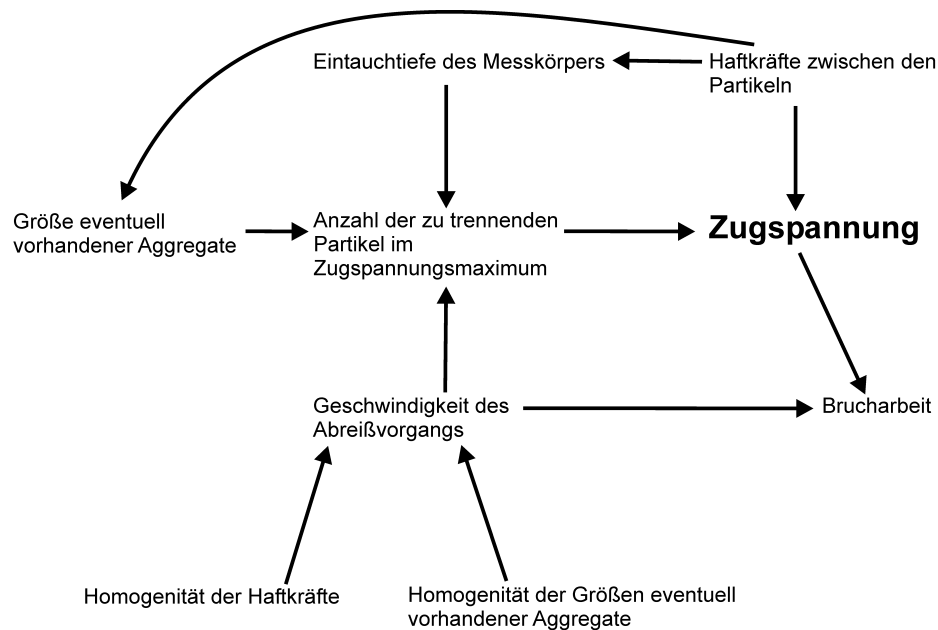 Eintauchtiefe des Messkörpers
Haftkräfte zwischen den
Partikeln
Größe eventuell
vorhandener Aggregate
Anzahl der zu trennenden
Partikel im
Zugspannungsmaximum
Zugspannung
Geschwindigkeit des
Abreißvorgangs
Brucharbeit
Homogenität der Haftkräfte
Homogenität der Größen eventuell
vorhandener Aggregate